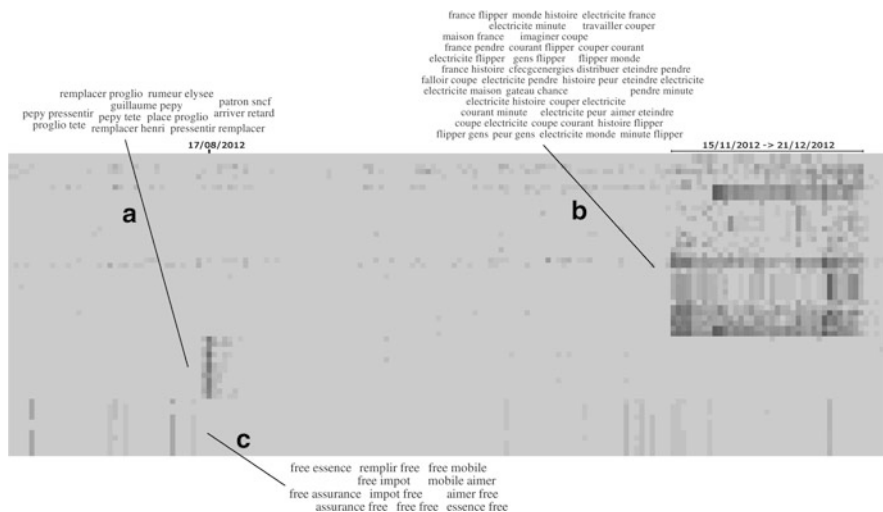 france flipper monde histoire electricite france
electricite minute travailler couper
maison france imaginer coupe
france pendre courant flipper couper courant
electricite flipper gens flipper flipper monde
france histoire cfecgcenergies distribuer eteindre pendre
falloir coupe electricite pendre histoire peur eteindre electricite
electricite maison gateau chance pendre minute
electricite histoire couper electricite
courant minute electricite peur aimer eteindre
coupe electricite coupe courant histoire flipper
flipper gens peur gens electricite monde minute flipper
remplacer proglio rumeur elysee
guillaume pepy patron sncf
pepy pressentir pepy tete place proglio arriver retard
proglio tete remplacer henri pressentir remplacer
17/08/2012
15/11/2012 -> 21/12/2012
a
b
c
free essence remplir free free mobile
free impot mobile aimer
free assurance impot free aimer free
assurance free free free essence free